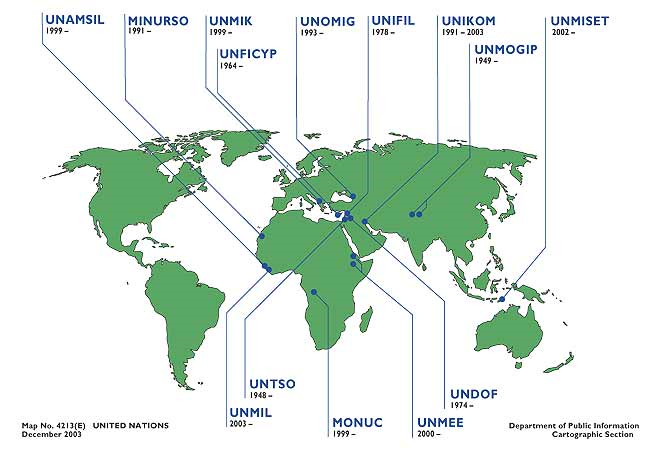 UNAMSIL
1999 –
MINURSO
1991 –
UNMIK
1999 –
UNFICYP
1964 –
UNOMIG
1993 –
UNIFIL
1978 –
UNIKOM
1991 – 2003
UNMOGIP
1949 –
UNMISET
2002 –
UNTSO
1948 –
UNMIL
2003 –
MONUC
1999 –
UNMEE
2000 –
UNDOF
1974 –
Map No. 4213(E) UNITED NATIONS
December 2003
Department of Public Information
Cartographic Section